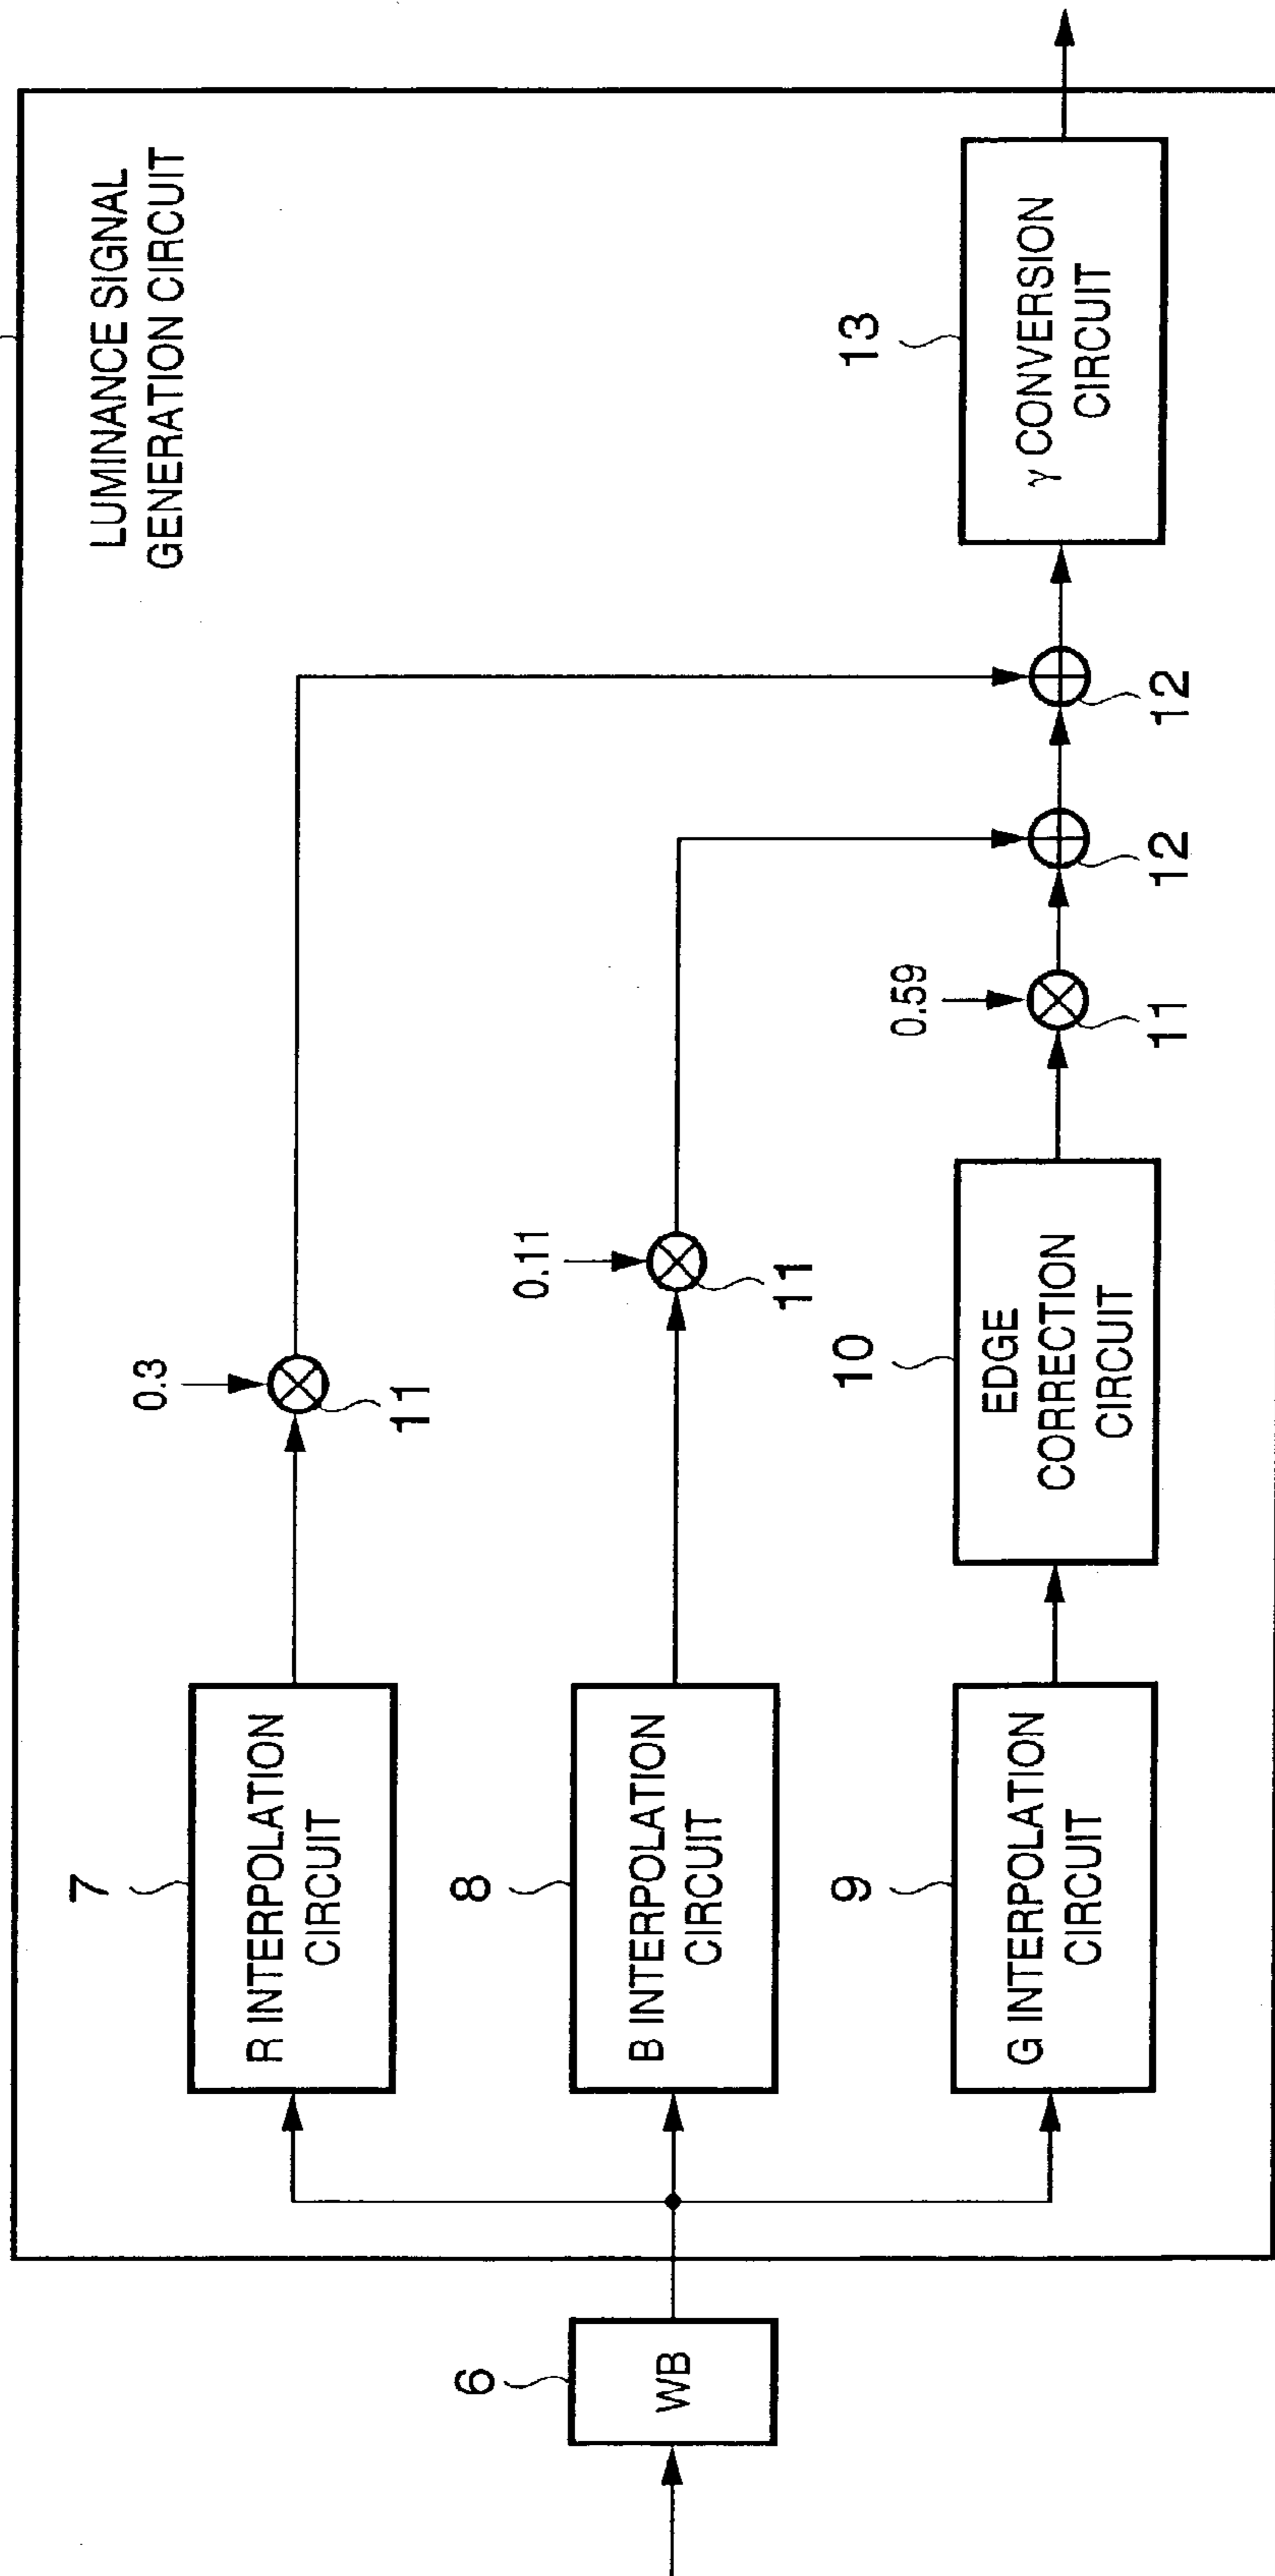 LUMINANCE SIGNAL
GENERATION CIRCUIT
6
WB
7
R INTERPOLATION
CIRCUIT
0.3
11
8
B INTERPOLATION
CIRCUIT
0.11
11
9
G INTERPOLATION
CIRCUIT
10
EDGE
CORRECTION
CIRCUIT
0.59
11
12
12
13
γ CONVERSION
CIRCUIT